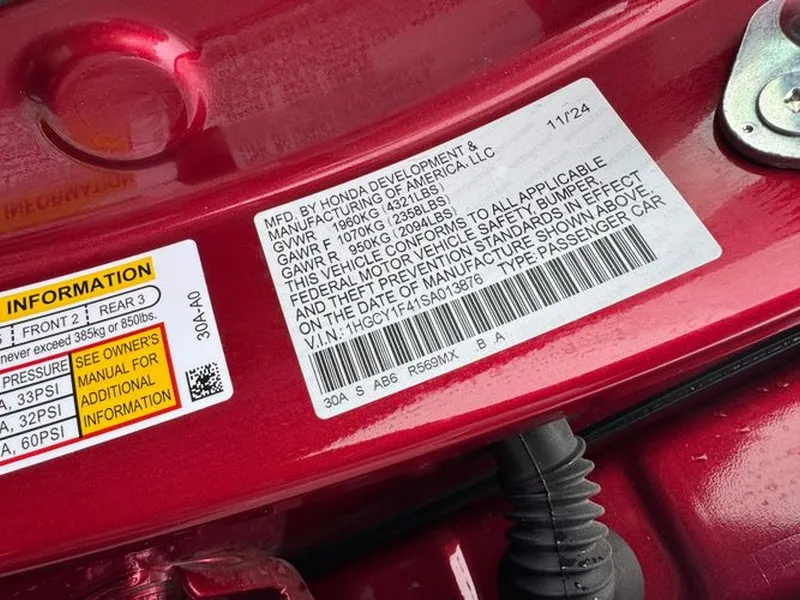 11/'24
MFD. BY HONDA DEVELOPMENT &
MANUFACTURING OF AMERICA, LLC
GVWR 1960KG 4321LBS
GAWR F 1070KG (2358LBS)
GAWR R 950KG (2094LBS)
THIS VEHICLE CONFORMS TO ALL APPLICABLE
FEDERAL MOTOR VEHICLE SAFETY BUMPER,
AND THEFT PREVENTION STANDARDS IN EFFECT
ON THE DATE OF MANUFACTURE SHOWN ABOVE.
V.I.N: 1HGCY1F41SA013876 TYPE: PASSENGER CAR
30A S AB6 R569MX B A
INFORMATION
INFORMATION
FRONT 2 REAR 3
never exceed 385kg or 850lbs.
PRESSURE
A, 33PSI
A, 32PSI
A, 60PSI
SEE OWNER'S
MANUAL FOR
ADDITIONAL
INFORMATION
30A-A0